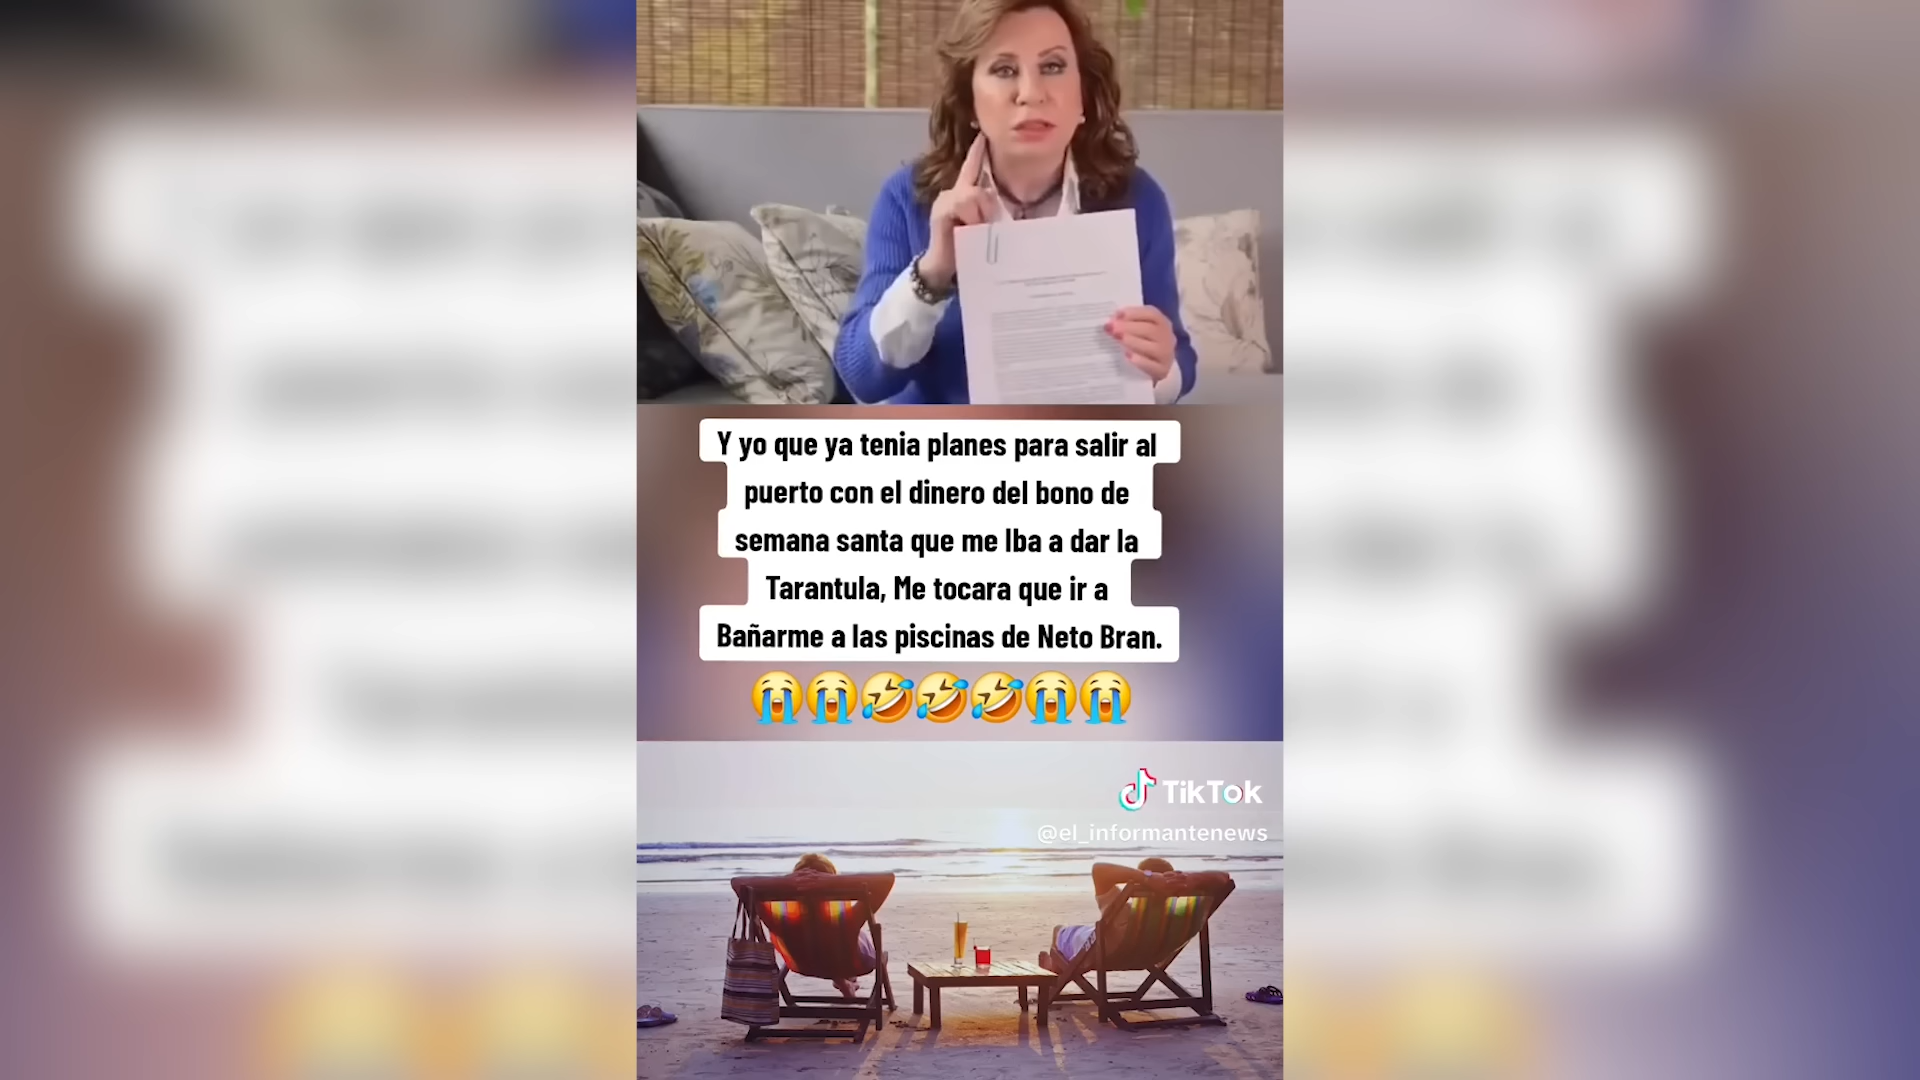 Y yo que ya tenia planes para salir al
puerto con el dinero del bono de
semana santa que me Iba a dar la
Tarantula, Me tocara que ir a
Bañarme a las piscinas de Neto Bran.
😭😭🤣🤣🤣😭😭
TikTok
@el_informantenews